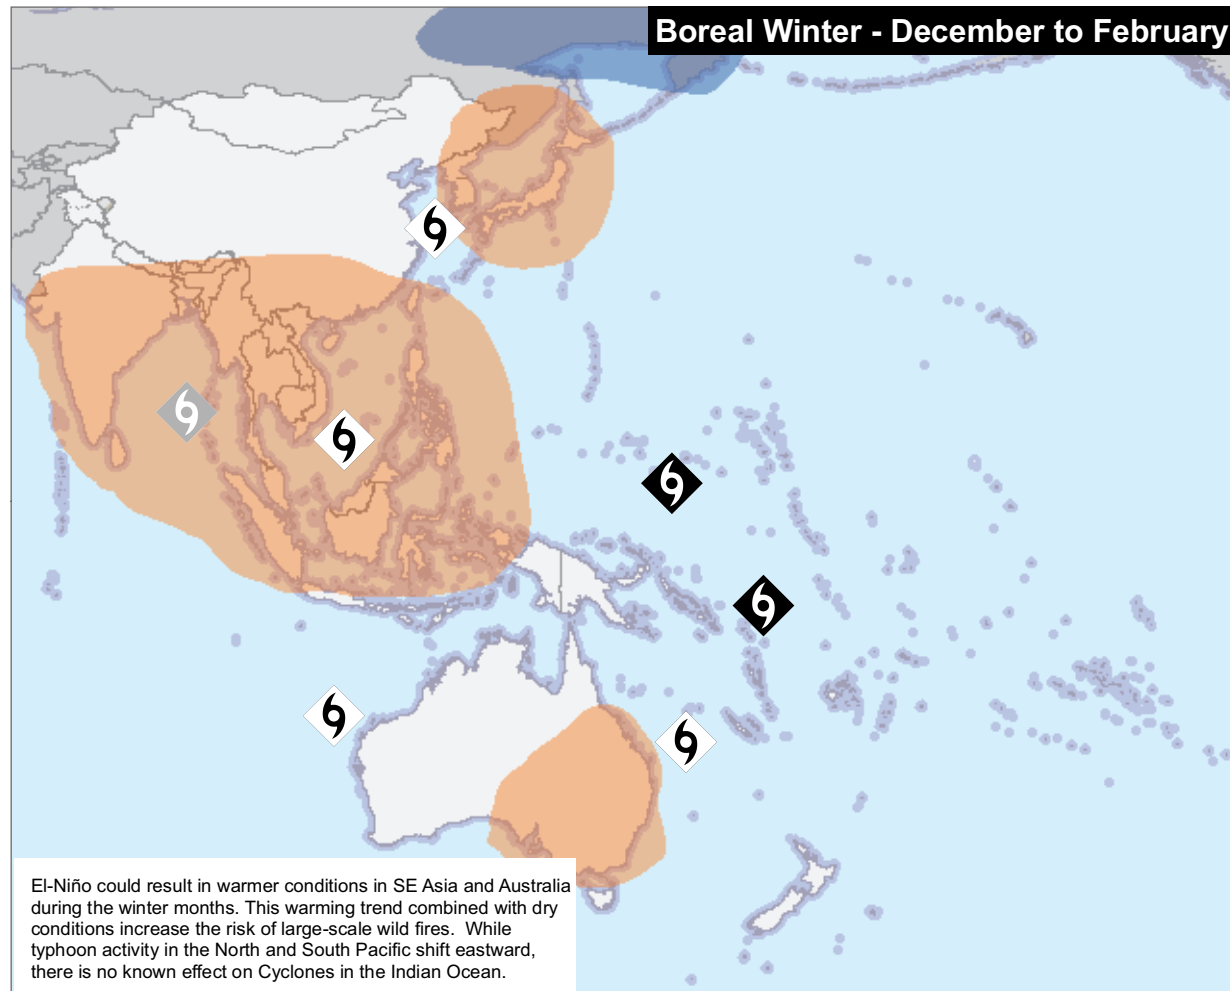 Boreal Winter - December to February
El-Niño could result in warmer conditions in SE Asia and Australia
during the winter months. This warming trend combined with dry
conditions increase the risk of large-scale wild fires.  While
typhoon activity in the North and South Pacific shift eastward,
there is no known effect on Cyclones in the Indian Ocean.